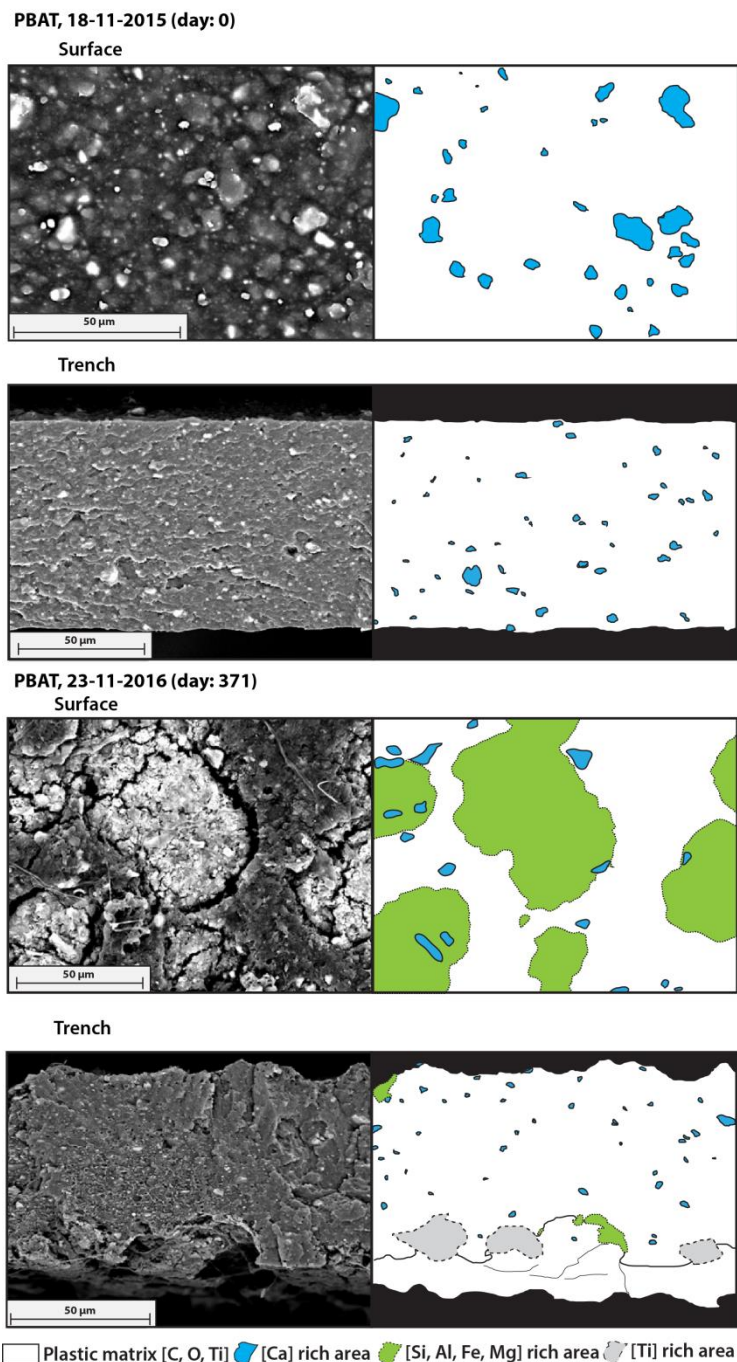 PBAT, 18-11-2015 (day: 0)
Surface
50 µm
Trench
50 µm
PBAT, 23-11-2016 (day: 371)
Surface
50 µm
Trench
50 µm
Plastic matrix [C, O, Ti] [Ca] rich area [Si, Al, Fe, Mg] rich area [Ti] rich area